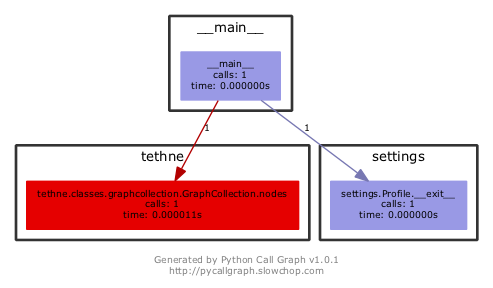 __main__
__main__
calls: 1
time: 0.000000s
1
1
tethne
tethne.classes.graphcollection.GraphCollection.nodes
calls: 1
time: 0.000011s
settings
settings.Profile.__exit__
calls: 1
time: 0.000000s
Generated by Python Call Graph v1.0.1
http://pycallgraph.slowchop.com